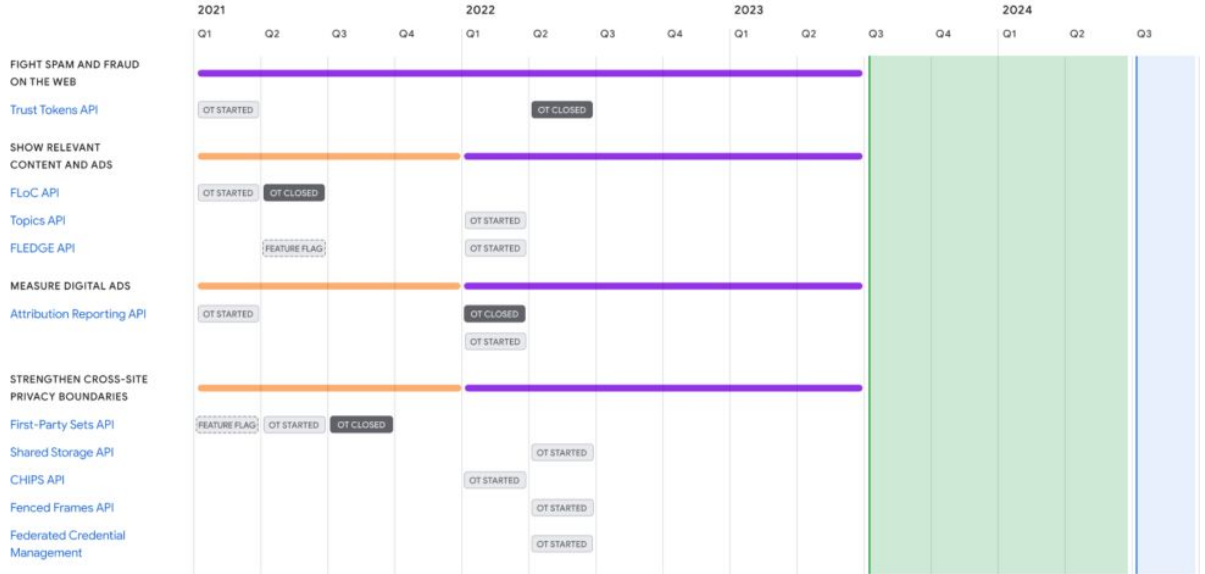 2021 2022 2023 2024
Q1 Q2 Q3 Q4 Q1 Q2 Q3 Q4 Q1 Q2 Q3 Q4 Q1 Q2 Q3
FIGHT SPAM AND FRAUD
ON THE WEB
Trust Tokens API OT STARTED OT CLOSED
SHOW RELEVANT
CONTENT AND ADS
FLoC API OT STARTED OT CLOSED
Topics API OT STARTED
FLEDGE API FEATURE FLAG OT STARTED
MEASURE DIGITAL ADS
Attribution Reporting API OT STARTED OT CLOSED
OT STARTED
STRENGTHEN CROSS-SITE
PRIVACY BOUNDARIES
First-Party Sets API FEATURE FLAG OT STARTED OT CLOSED
Shared Storage API OT STARTED
CHIPS API OT STARTED
Fenced Frames API OT STARTED
Federated Credential
Management OT STARTED